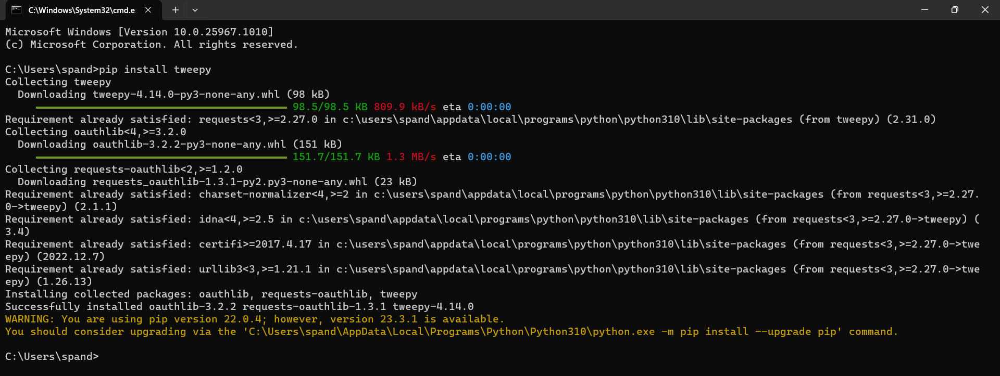 C:\Windows\System32\cmd.e
Microsoft Windows [Version 10.0.25967.1010]
(c) Microsoft Corporation. All rights reserved.
C:\Users\spand>pip install tweepy
Collecting tweepy
  Downloading tweepy-4.14.0-py3-none-any.whl (98 kB)
98.5/98.5 KB 809.9 kB/s eta 0:00:00
Requirement already satisfied: requests<3,>=2.27.0 in c:\users\spand\appdata\local\programs\python\python310\lib\site-packages (from tweepy) (2.31.0)
Collecting oauthlib<4,>=3.2.0
  Downloading oauthlib-3.2.2-py3-none-any.whl (151 kB)
151.7/151.7 KB 1.3 MB/s eta 0:00:00
Collecting requests-oauthlib<2,>=1.2.0
  Downloading requests_oauthlib-1.3.1-py2.py3-none-any.whl (23 kB)
Requirement already satisfied: charset-normalizer<4,>=2 in c:\users\spand\appdata\local\programs\python\python310\lib\site-packages (from requests<3,>=2.27.
0->tweepy) (2.1.1)
Requirement already satisfied: idna<4,>=2.5 in c:\users\spand\appdata\local\programs\python\python310\lib\site-packages (from requests<3,>=2.27.0->tweepy) (
3.4)
Requirement already satisfied: certifi>=2017.4.17 in c:\users\spand\appdata\local\programs\python\python310\lib\site-packages (from requests<3,>=2.27.0->twe
epy) (2022.12.7)
Requirement already satisfied: urllib3<3,>=1.21.1 in c:\users\spand\appdata\local\programs\python\python310\lib\site-packages (from requests<3,>=2.27.0->twe
epy) (1.26.13)
Installing collected packages: oauthlib, requests-oauthlib, tweepy
Successfully installed oauthlib-3.2.2 requests-oauthlib-1.3.1 tweepy-4.14.0
WARNING: You are using pip version 22.0.4; however, version 23.3.1 is available.
You should consider upgrading via the 'C:\Users\spand\AppData\Local\Programs\Python\Python310\python.exe -m pip install --upgrade pip' command.
C:\Users\spand>